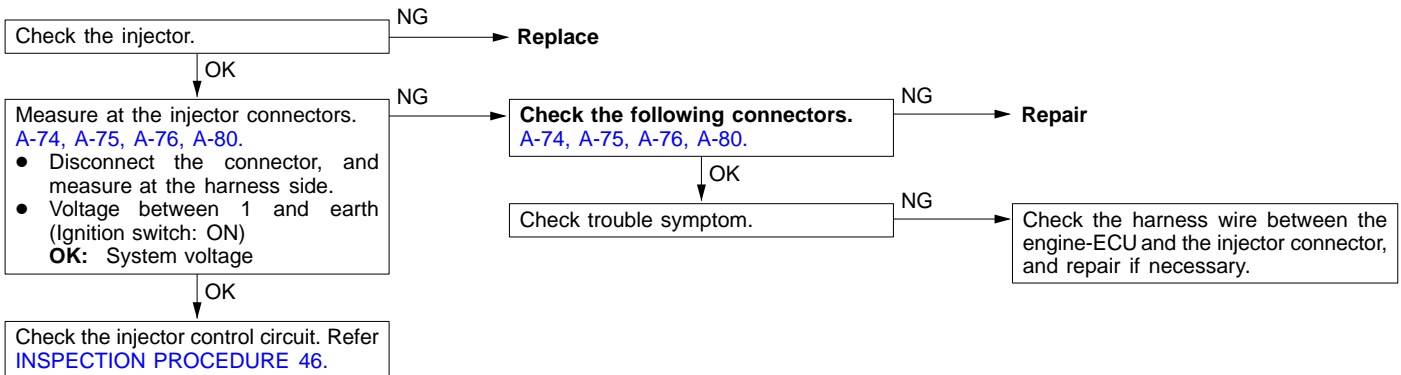 Check the injector.
NG
Replace
OK
Measure at the injector connectors.
A-74, A-75, A-76, A-80.
● Disconnect the connector, and
measure at the harness side.
● Voltage between 1 and earth
(Ignition switch: ON)
OK: System voltage
NG
Check the following connectors.
A-74, A-75, A-76, A-80.
NG
Repair
OK
Check trouble symptom.
NG
Check the harness wire between the
engine-ECU and the injector connector,
and repair if necessary.
OK
Check the injector control circuit. Refer
INSPECTION PROCEDURE 46.